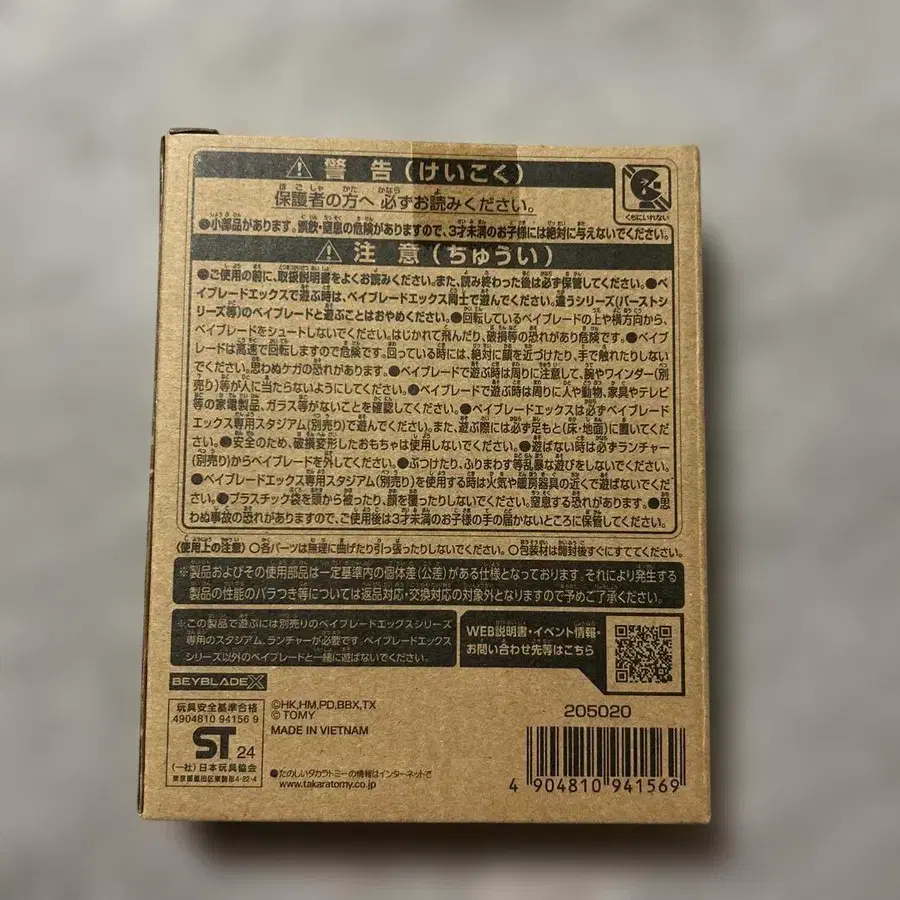 警告(けいこく)
保護者の方へ 必ずお読みください。
くちにいれない
●小部品があります。誤飲・窒息の危険がありますので、3才未満のお子様には絶対に与えないでください。
注意(ちゅうい)
●ご使用の前に、取扱説明書をよくお読みください。また、読み終わった後は必ず保管してください。●ベ
イブレードエックスで遊ぶ時は、ベイブレードエックス同士で遊んでください。違うシリーズ(バーストシ
リーズ等)のベイブレードと遊ぶことはおやめください。●回転しているベイブレードの上や横方向から、
ベイブレードをシュートしないでください。はじかれて飛んだり、破損等の恐れがあり危険です。●ベイブ
レードは高速で回転しますので危険です。回っている時には、絶対に顔を近づけたり、手で触れたりしない
でください。思わぬケガの恐れがあります。●ベイブレードで遊ぶ時は周りに注意して、腕やワインダー(別
売り)等が人に当たらないようにしてください。●ベイブレードで遊ぶ時は周りに人や動物、家具やテレビ
等の家電製品、ガラス等がないことを確認してください。●ベイブレードエックスは必ずベイブレード
エックス専用スタジアム(別売り)で遊んでください。また、遊ぶ際には必ず足もと(床・地面)に置いてくだ
さい。●安全のため、破損変形したおもちゃは使用しないでください。●遊ばない時は必ずランチャー
(別売り)からベイブレードを外してください。●ぶつけたり、ふりまわす等乱暴な遊びをしないでください。
●ベイブレードエックス専用スタジアム(別売り)を使用する時は火気や暖房器具の近くで遊ばないでくだ
さい。●プラスチック袋を頭から被ったり、顔を覆ったりしないでください。窒息する恐れがあります。●思
わぬ事故の恐れがありますので、ご使用後は3才未満のお子様の手の届かないところに保管してください。
〈使用上の注意〉○各パーツは無理に曲げたり引っ張ったりしないでください。○包装材は開封後すぐにすててください。
※製品およびその使用部品は一定基準内の個体差(公差)がある仕様となっております。それにより発生する
製品の性能のバラつき等については返品対応・交換対応の対象外となりますので予めご了承ください。
※この製品で遊ぶには別売りのベイブレードエックスシリーズ
専用のスタジアム、ランチャーが必要です。ベイブレードエックス
シリーズ以外のベイブレードと一緒に遊ばないでください。
WEB説明書・イベント情報・
お問い合わせ先等はこちら
BEYBLADE X
玩具安全基準合格
4904810 94156 9
ST 24
(一社)日本玩具協会
東京都墨田区東駒形4-22-4
©HK,HM,PD,BBX,TX
© TOMY
MADE IN VIETNAM
●たのしいタカラトミーの情報はインターネットで
www.takaratomy.co.jp
205020
4 904810 941569